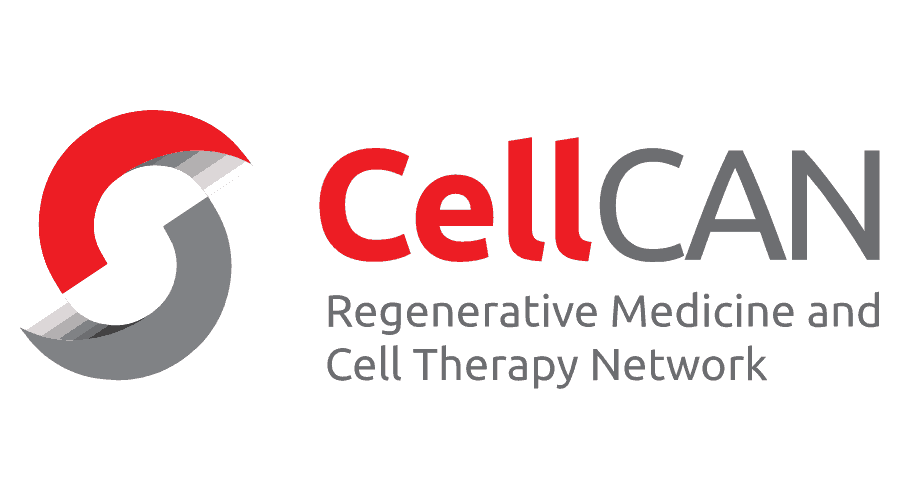 CellCAN
Regenerative Medicine and
Cell Therapy Network